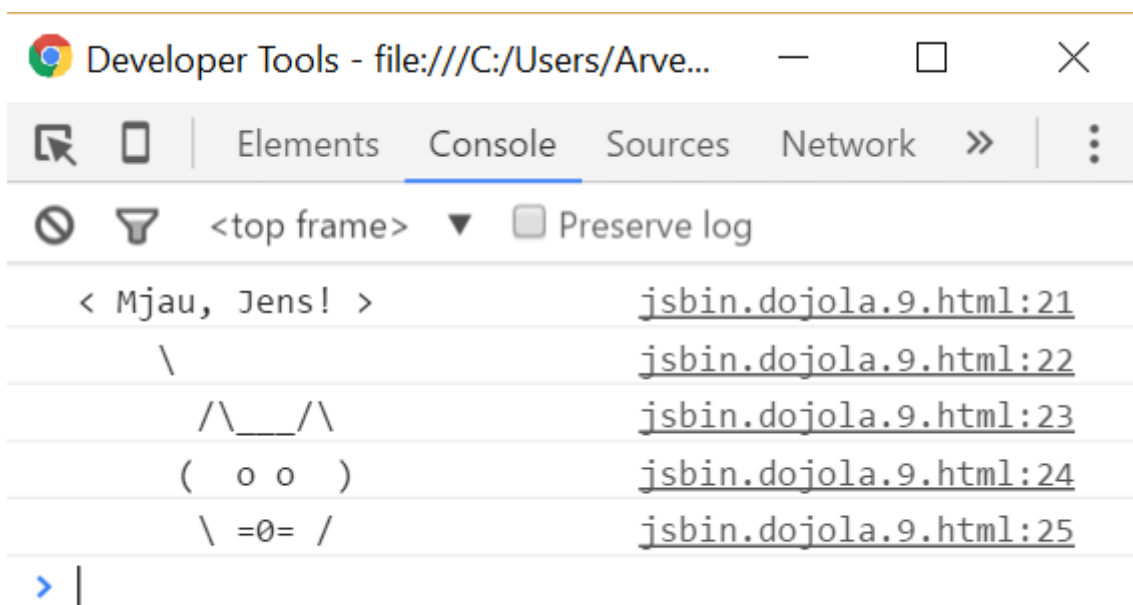 Developer Tools - file:///C:/Users/Arve...
Elements Console Sources Network »
<top frame> ▼ Preserve log
< Mjau, Jens! > jsbin.dojola.9.html:21
\ jsbin.dojola.9.html:22
/\___/\ jsbin.dojola.9.html:23
(  o o  ) jsbin.dojola.9.html:24
\ =0= / jsbin.dojola.9.html:25
>